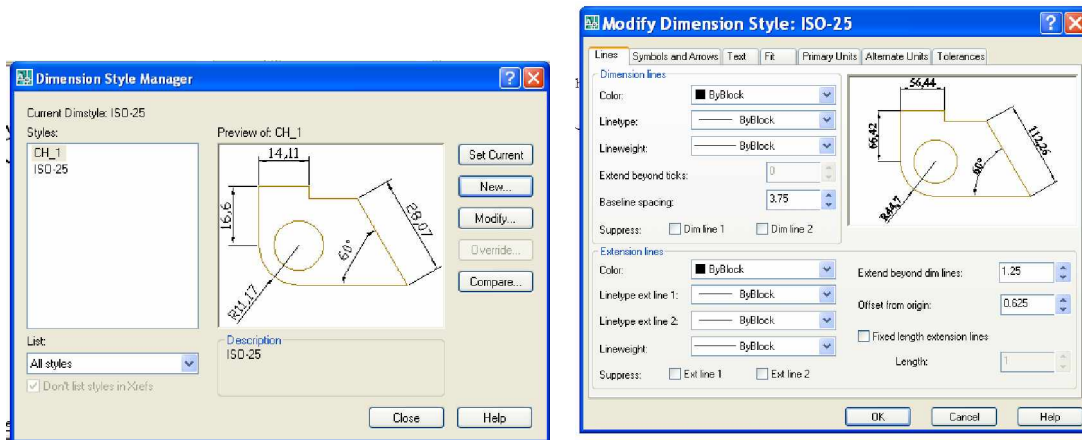 Dimension Style Manager
Current Dimstyle: ISO-25
Styles:
CH_1
ISO-25
Preview of: CH_1
14,11
16,6
28,07
60°
R11,17
Set Current
New...
Modify...
Override...
Compare...
List:
All styles
Don't list styles in Xrefs
Description
ISO-25
Close
Help
Modify Dimension Style: ISO-25
Lines
Symbols and Arrows
Text
Fit
Primary Units
Alternate Units
Tolerances
Dimension lines
Color:
ByBlock
Linetype:
ByBlock
Lineweight:
ByBlock
Extend beyond ticks:
0
Baseline spacing:
3.75
Suppress:
Dim line 1
Dim line 2
56,44
66,42
112,26
60°
R44,7
Extension lines
Color:
ByBlock
Linetype ext line 1:
ByBlock
Linetype ext line 2:
ByBlock
Lineweight:
ByBlock
Suppress:
Ext line 1
Ext line 2
Extend beyond dim lines:
1.25
Offset from origin:
0.625
Fixed length extension lines
Length:
1
OK
Cancel
Help